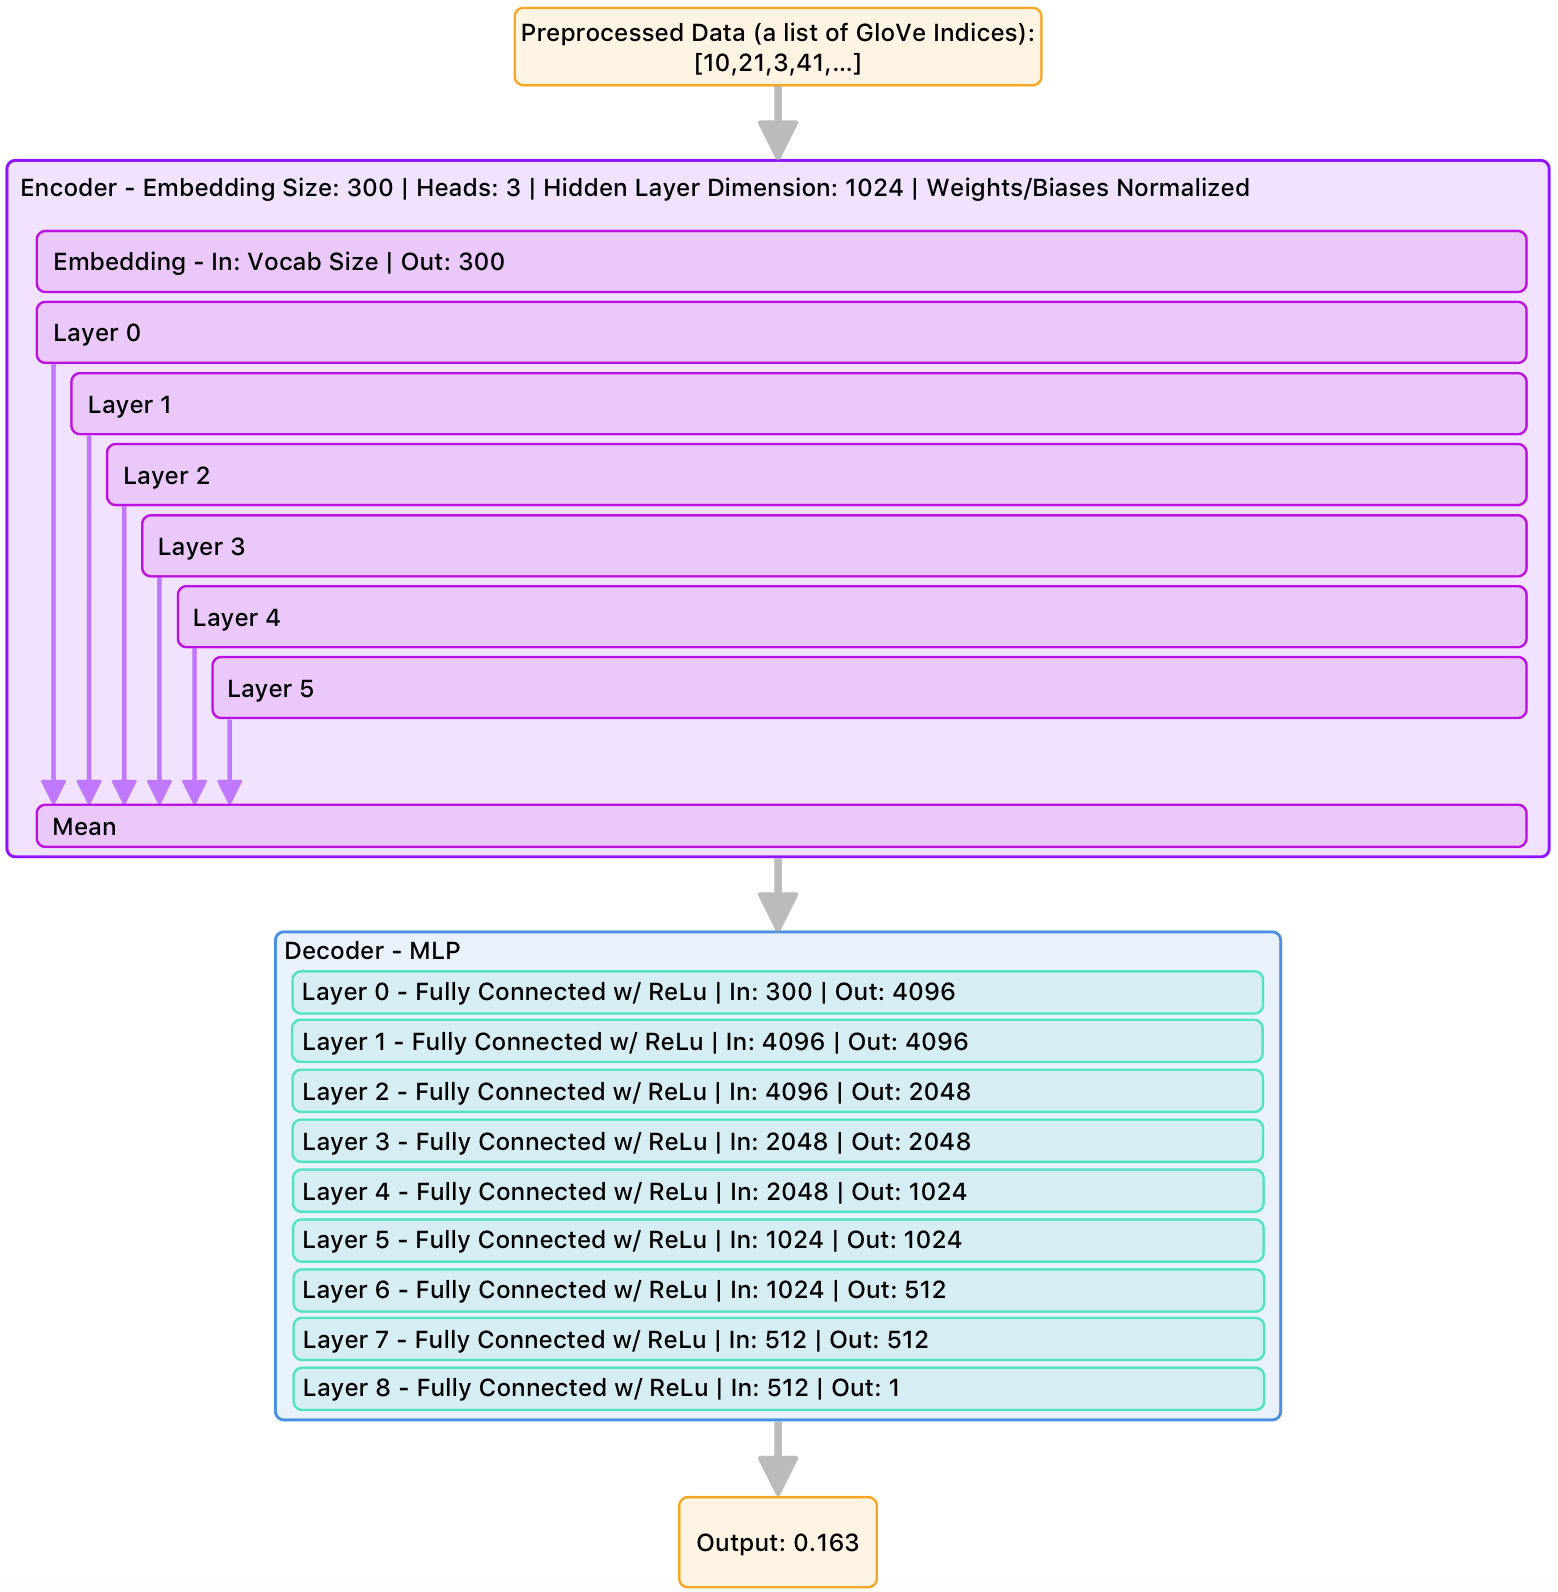 Preprocessed Data (a list of GloVe Indices):
[10,21,3,41,...]
Encoder - Embedding Size: 300 | Heads: 3 | Hidden Layer Dimension: 1024 | Weights/Biases Normalized
Embedding - In: Vocab Size | Out: 300
Layer 0
Layer 1
Layer 2
Layer 3
Layer 4
Layer 5
Mean
Decoder - MLP
Layer 0 - Fully Connected w/ ReLu | In: 300 | Out: 4096
Layer 1 - Fully Connected w/ ReLu | In: 4096 | Out: 4096
Layer 2 - Fully Connected w/ ReLu | In: 4096 | Out: 2048
Layer 3 - Fully Connected w/ ReLu | In: 2048 | Out: 2048
Layer 4 - Fully Connected w/ ReLu | In: 2048 | Out: 1024
Layer 5 - Fully Connected w/ ReLu | In: 1024 | Out: 1024
Layer 6 - Fully Connected w/ ReLu | In: 1024 | Out: 512
Layer 7 - Fully Connected w/ ReLu | In: 512 | Out: 512
Layer 8 - Fully Connected w/ ReLu | In: 512 | Out: 1
Output: 0.163